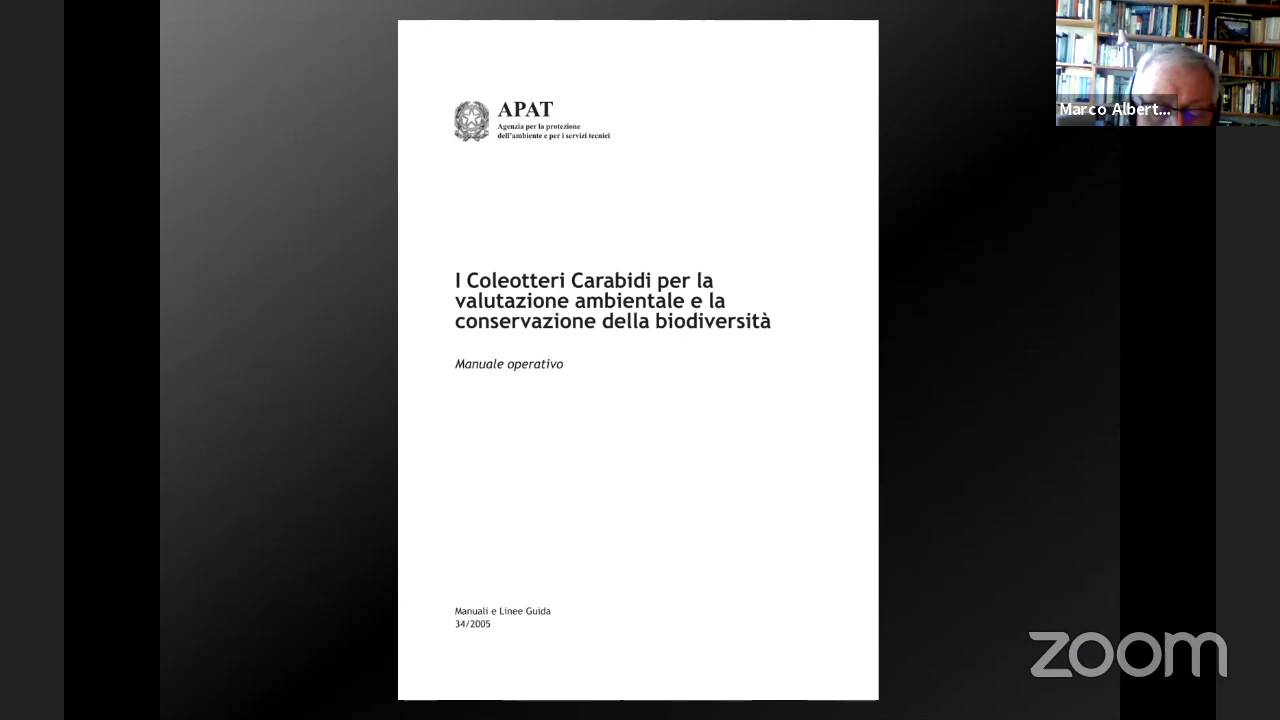 APAT
Agenzia per la protezione
dell'ambiente e per i servizi tecnici
I Coleotteri Carabidi per la
valutazione ambientale e la
conservazione della biodiversità
Manuale operativo
Manuali e Linee Guida
34/2005
Marco Albert...
zoom